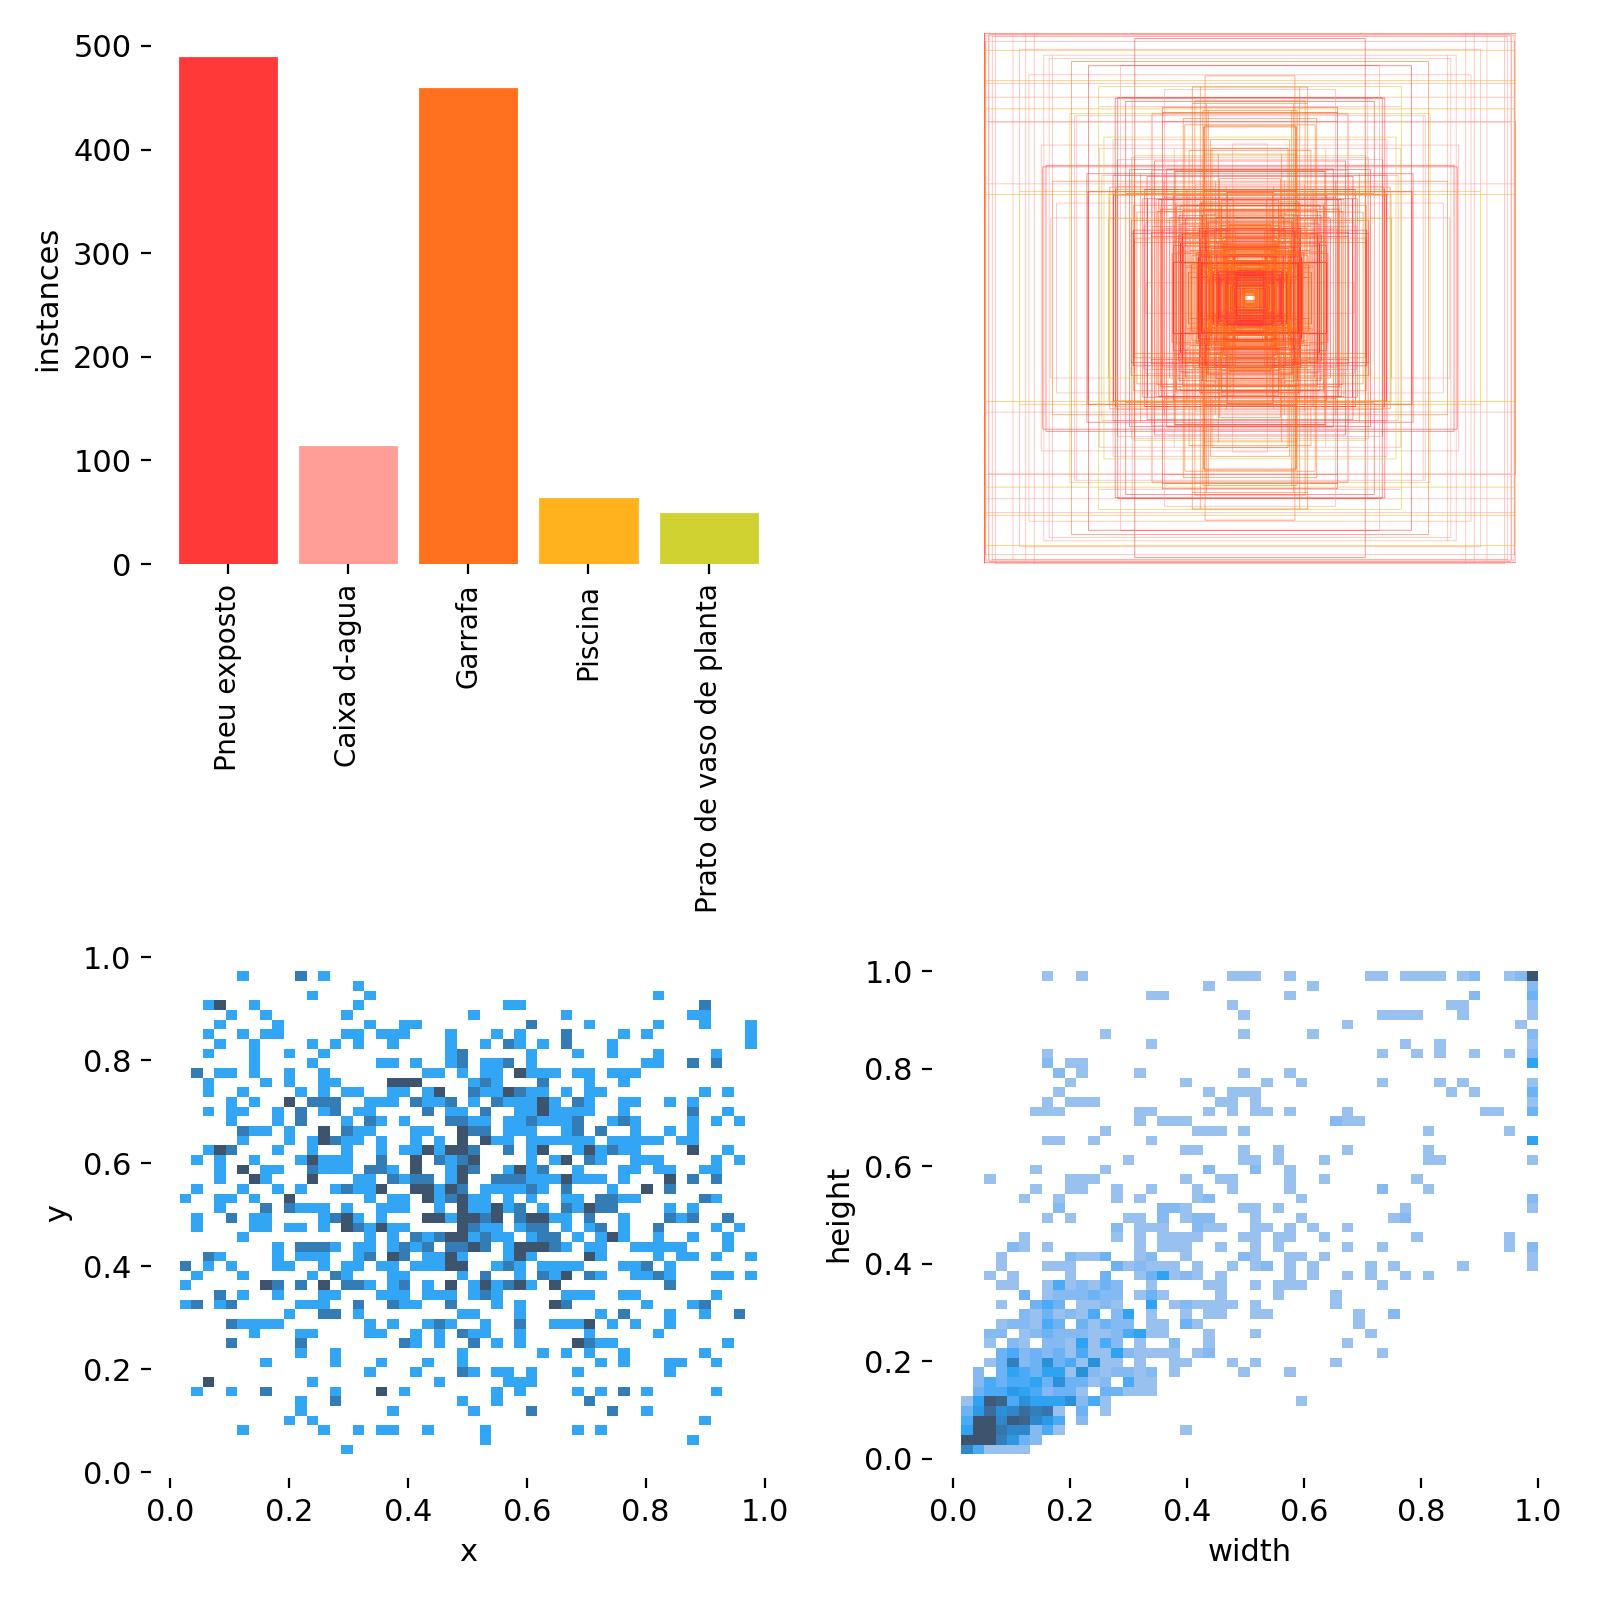 500
400
300
200
100
0
instances
Pneu exposto
Caixa d-agua
Garrafa
Piscina
Prato de vaso de planta
1.0
0.8
0.6
0.4
0.2
0.0
y
0.0 0.2 0.4 0.6 0.8 1.0
x
1.0
0.8
0.6
0.4
0.2
0.0
height
0.0 0.2 0.4 0.6 0.8 1.0
width